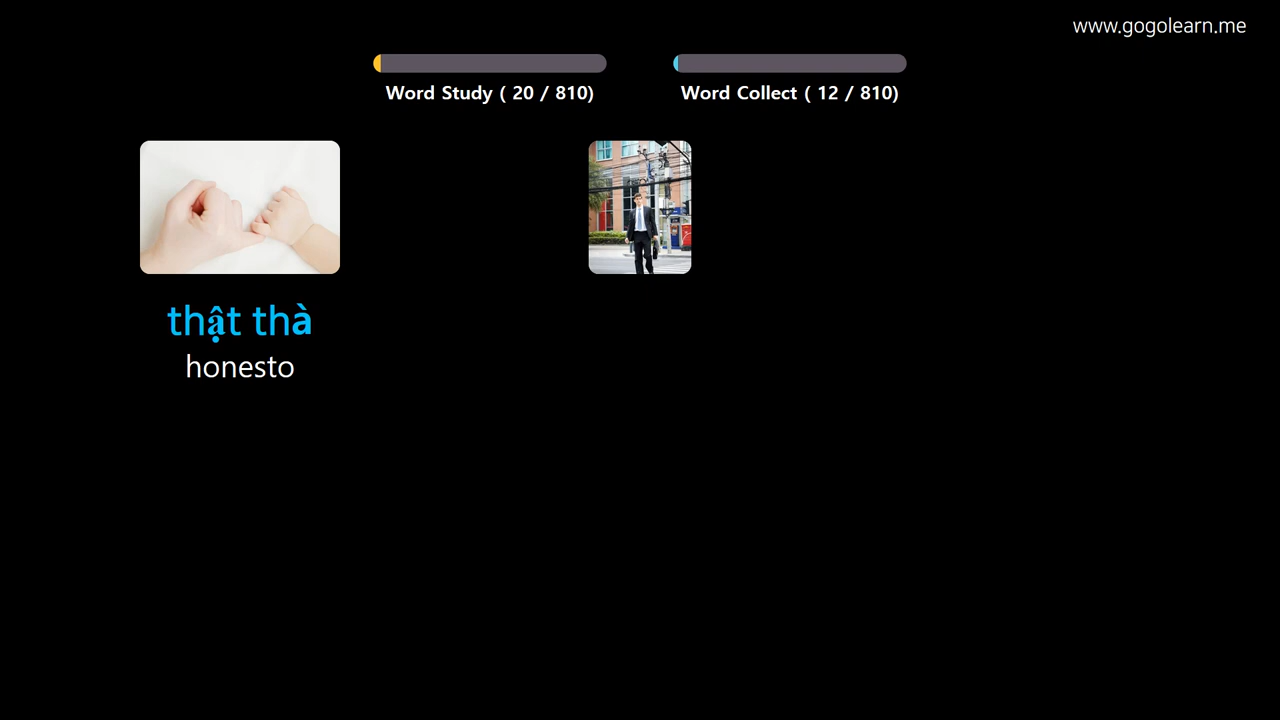 www.gogolearn.me
Word Study ( 20 / 810)
Word Collect ( 12 / 810)
thật thà
honesto